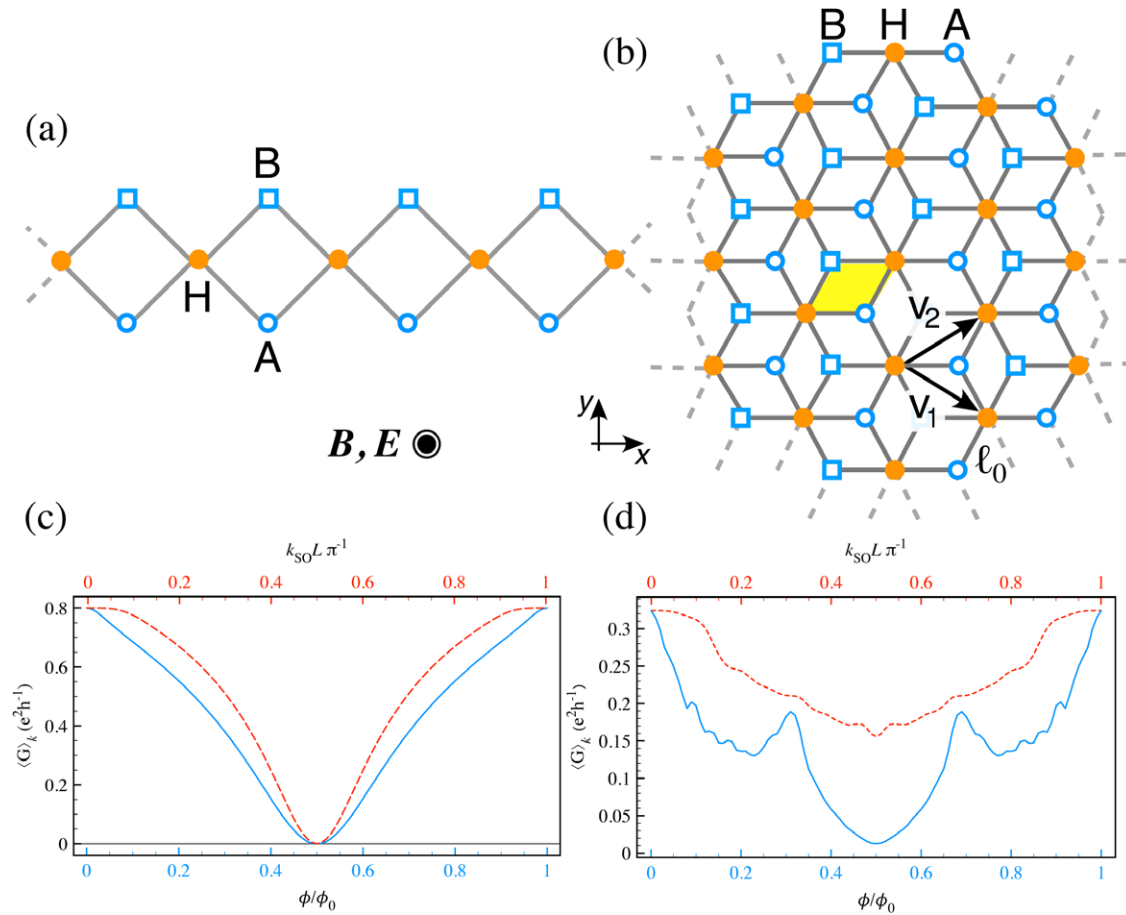 (a)
B
H
A
B, E
y
x
(b)
B H A
V₂
V₁
ℓ₀
(c)
k_SO L π⁻¹
0 0.2 0.4 0.6 0.8 1
⟨G⟩ₖ (e²h⁻¹)
0.8
0.6
0.4
0.2
0
0 0.2 0.4 0.6 0.8 1
ϕ/ϕ₀
(d)
k_SO L π⁻¹
0 0.2 0.4 0.6 0.8 1
⟨G⟩ₖ (e²h⁻¹)
0.3
0.25
0.2
0.15
0.1
0.05
0
0 0.2 0.4 0.6 0.8 1
ϕ/ϕ₀